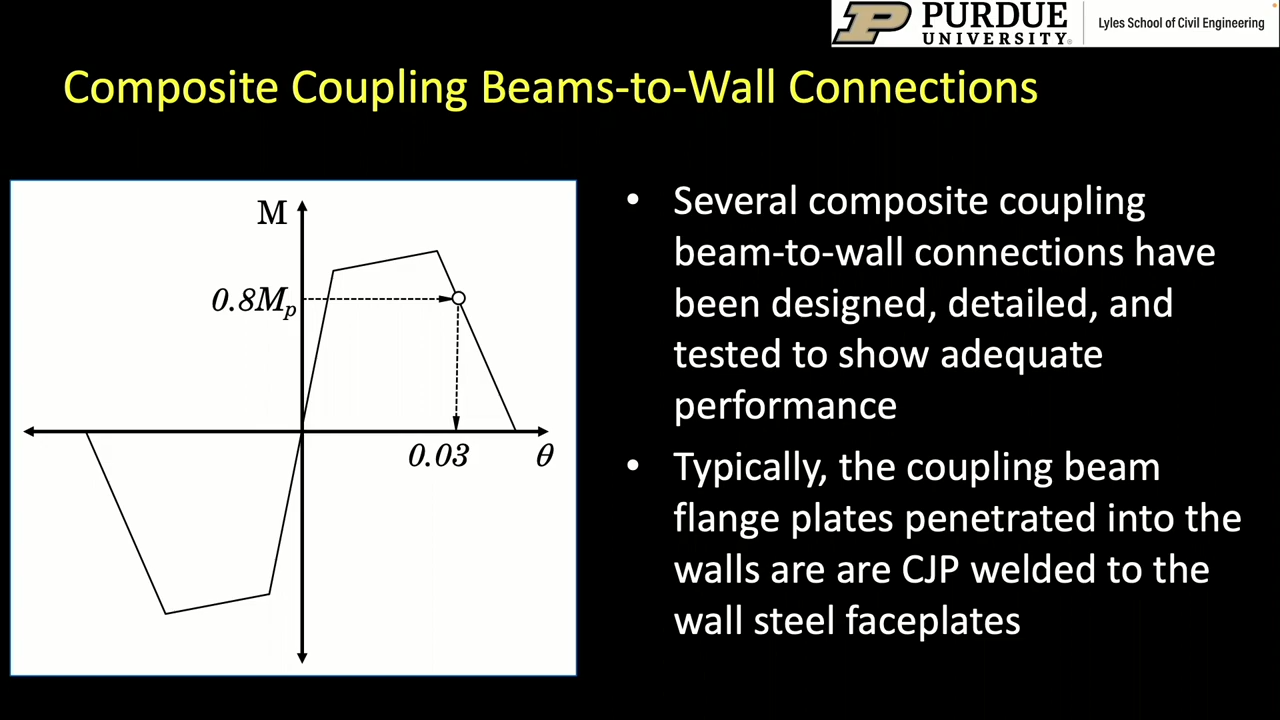 PURDUE
UNIVERSITY®
Lyles School of Civil Engineering
Composite Coupling Beams-to-Wall Connections
M
0.8Mp
0.03
θ
• Several composite coupling
beam-to-wall connections have
been designed, detailed, and
tested to show adequate
performance
• Typically, the coupling beam
flange plates penetrated into the
walls are are CJP welded to the
wall steel faceplates